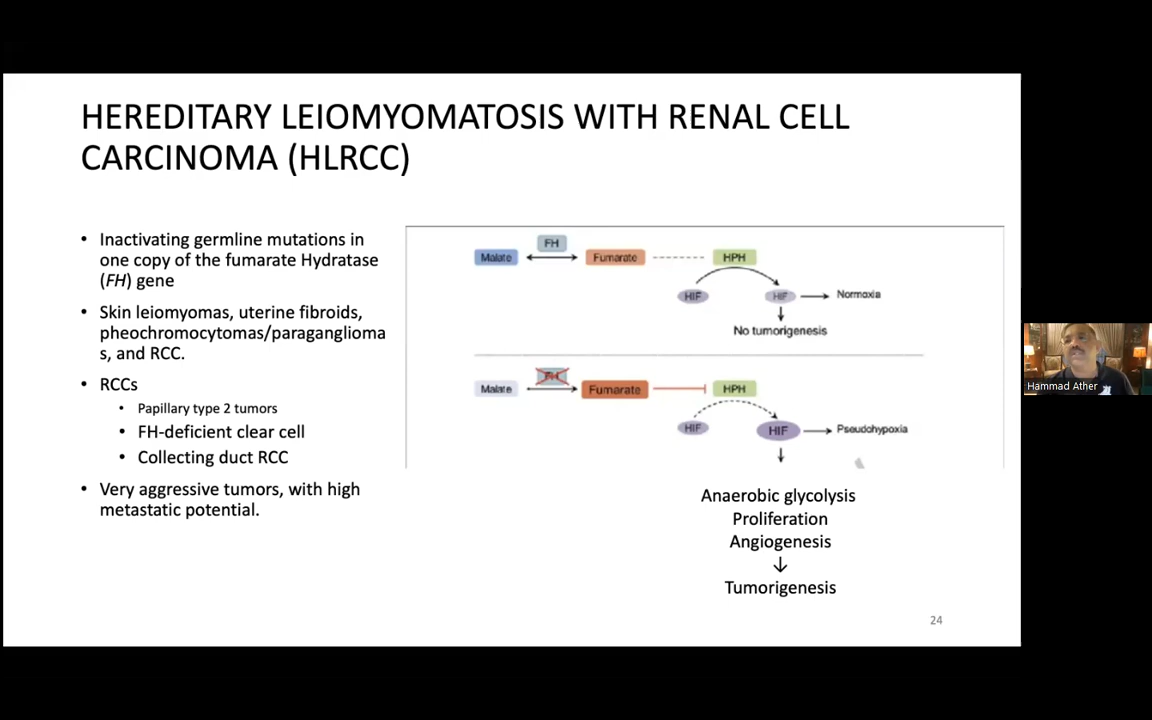 HEREDITARY LEIOMYOMATOSIS WITH RENAL CELL
CARCINOMA (HLRCC)
• Inactivating germline mutations in
one copy of the fumarate Hydratase
(FH) gene
• Skin leiomyomas, uterine fibroids,
pheochromocytomas/paraganglioma
s, and RCC.
• RCCs
• Papillary type 2 tumors
• FH-deficient clear cell
• Collecting duct RCC
• Very aggressive tumors, with high
metastatic potential.
FH
Malate Fumarate HPH
HIF HIF Normoxia
No tumorigenesis
FH
Malate Fumarate HPH
HIF HIF Pseudohypoxia
Anaerobic glycolysis
Proliferation
Angiogenesis
Tumorigenesis
24
Hammad Ather